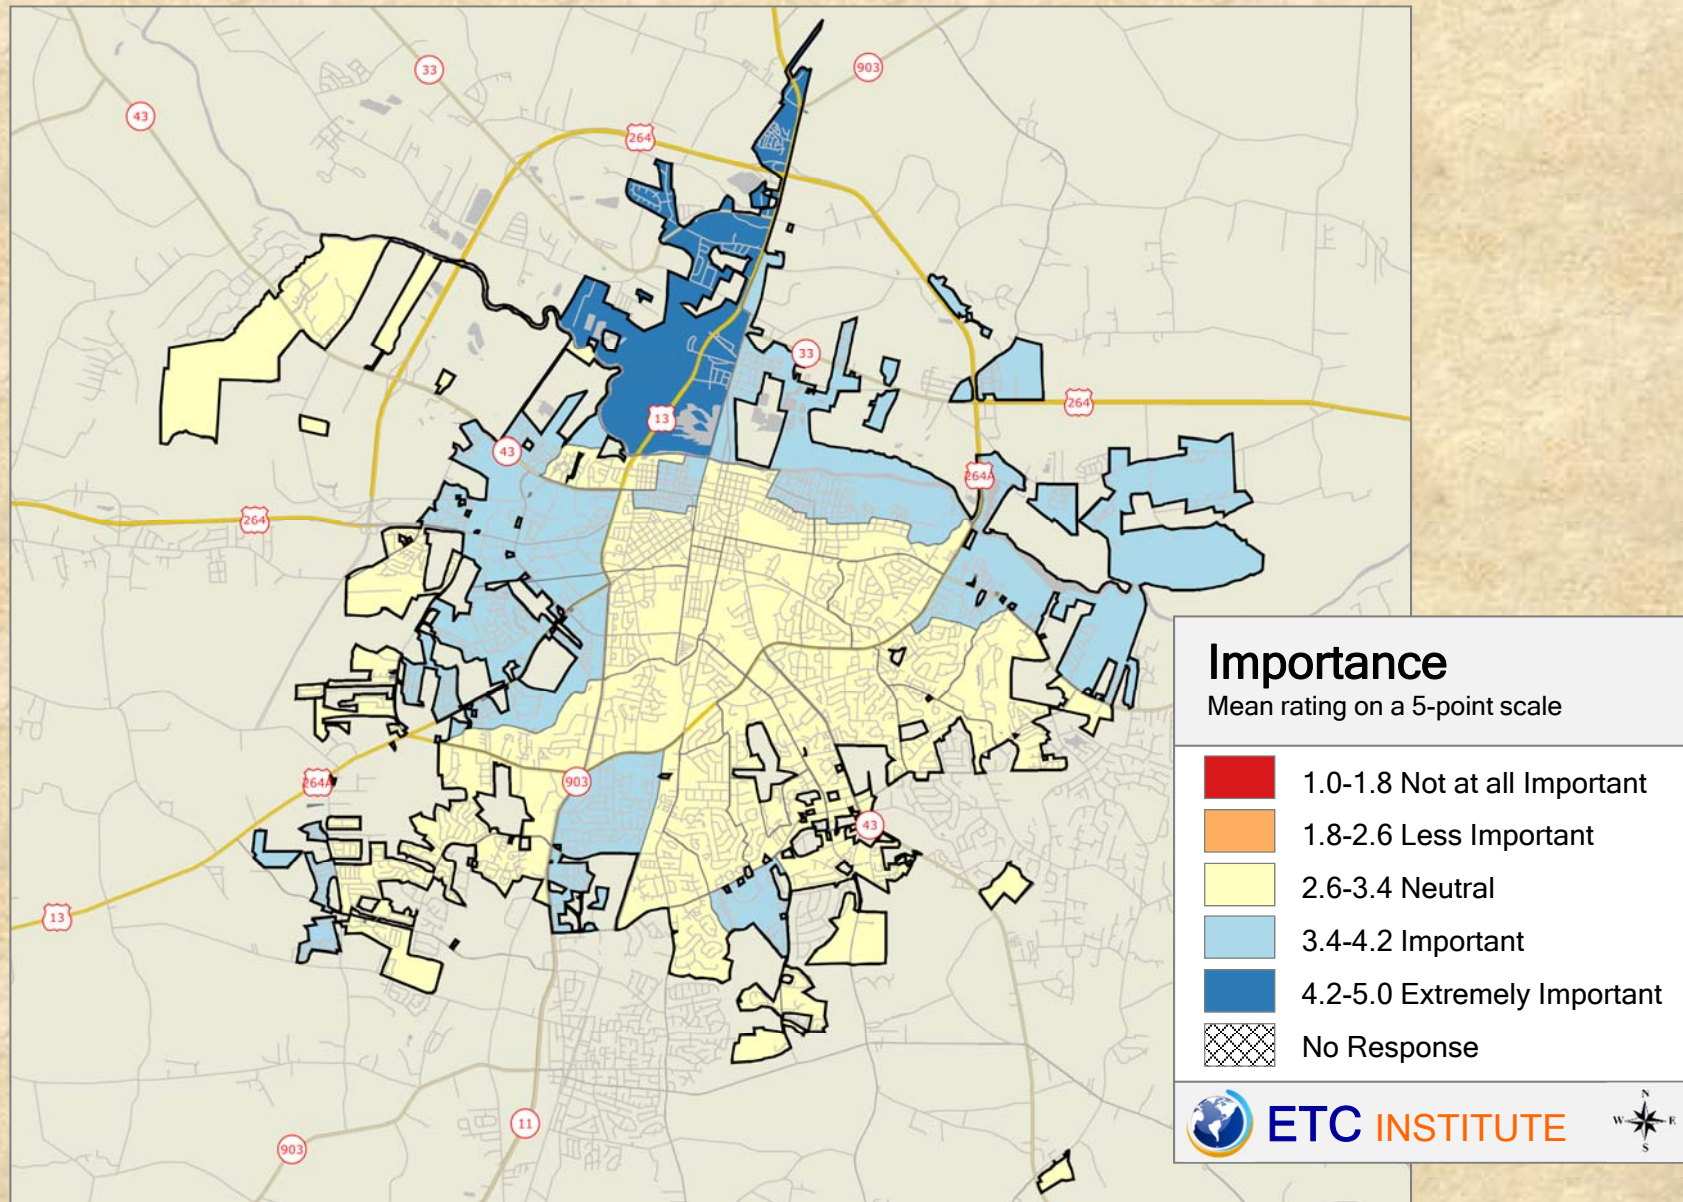 903
33
43
264
33
264
13
43
264A
264
903
264A
43
13
11
903
Importance
Mean rating on a 5-point scale
1.0-1.8 Not at all Important
1.8-2.6 Less Important
2.6-3.4 Neutral
3.4-4.2 Important
4.2-5.0 Extremely Important
No Response
ETC INSTITUTE
N
W E
S